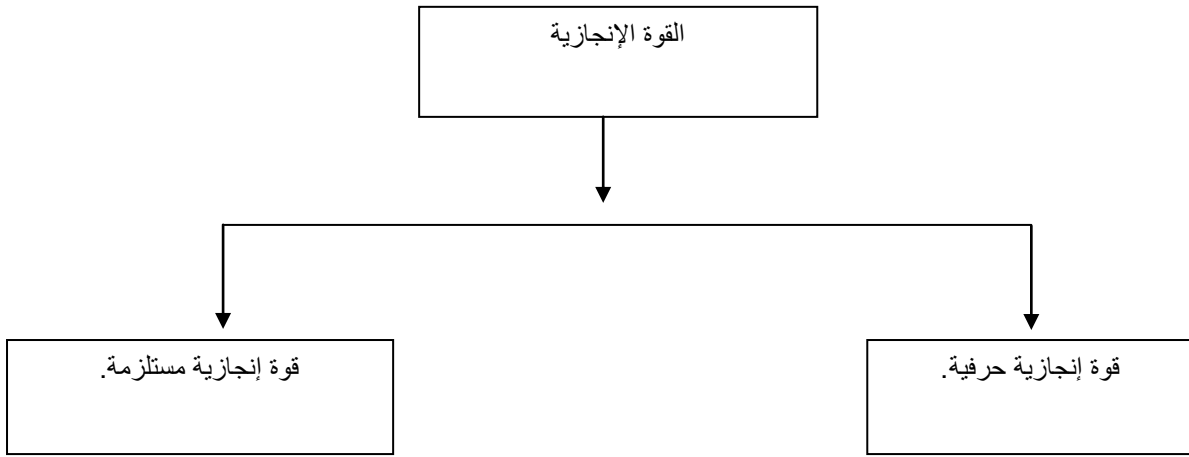 القوة الإنجازية
قوة إنجازية حرفية.
قوة إنجازية مستلزمة.